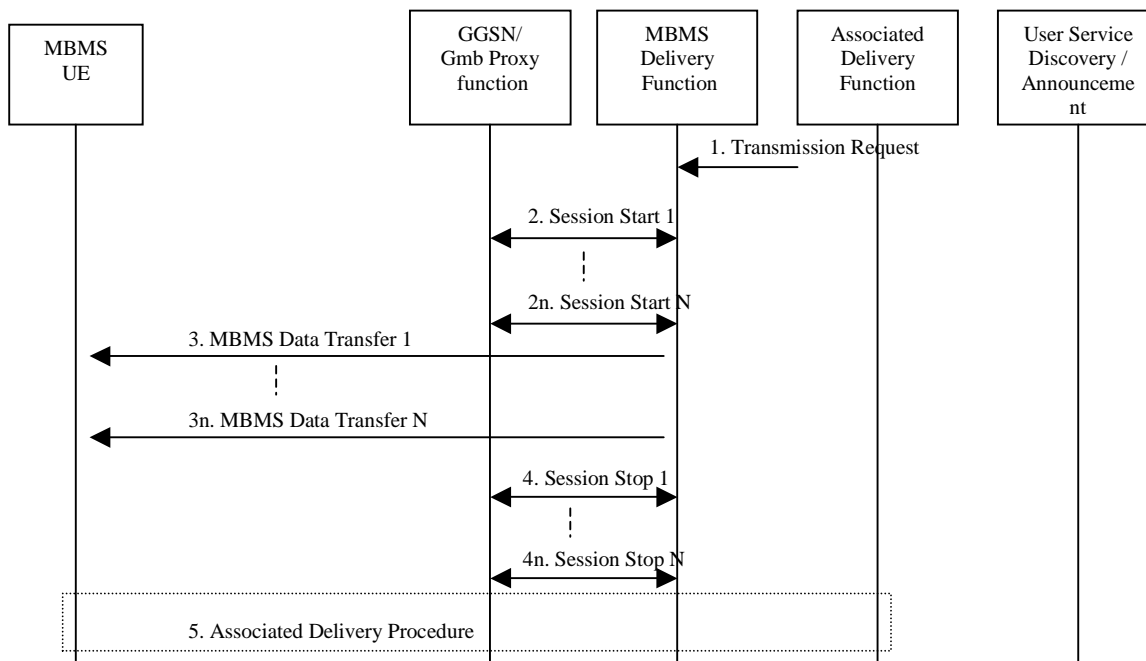 MBMS
UE
GGSN/
Gmb Proxy
function
MBMS
Delivery
Function
Associated
Delivery
Function
User Service
Discovery /
Announceme
nt
1. Transmission Request
2. Session Start 1
2n. Session Start N
3. MBMS Data Transfer 1
3n. MBMS Data Transfer N
4. Session Stop 1
4n. Session Stop N
5. Associated Delivery Procedure